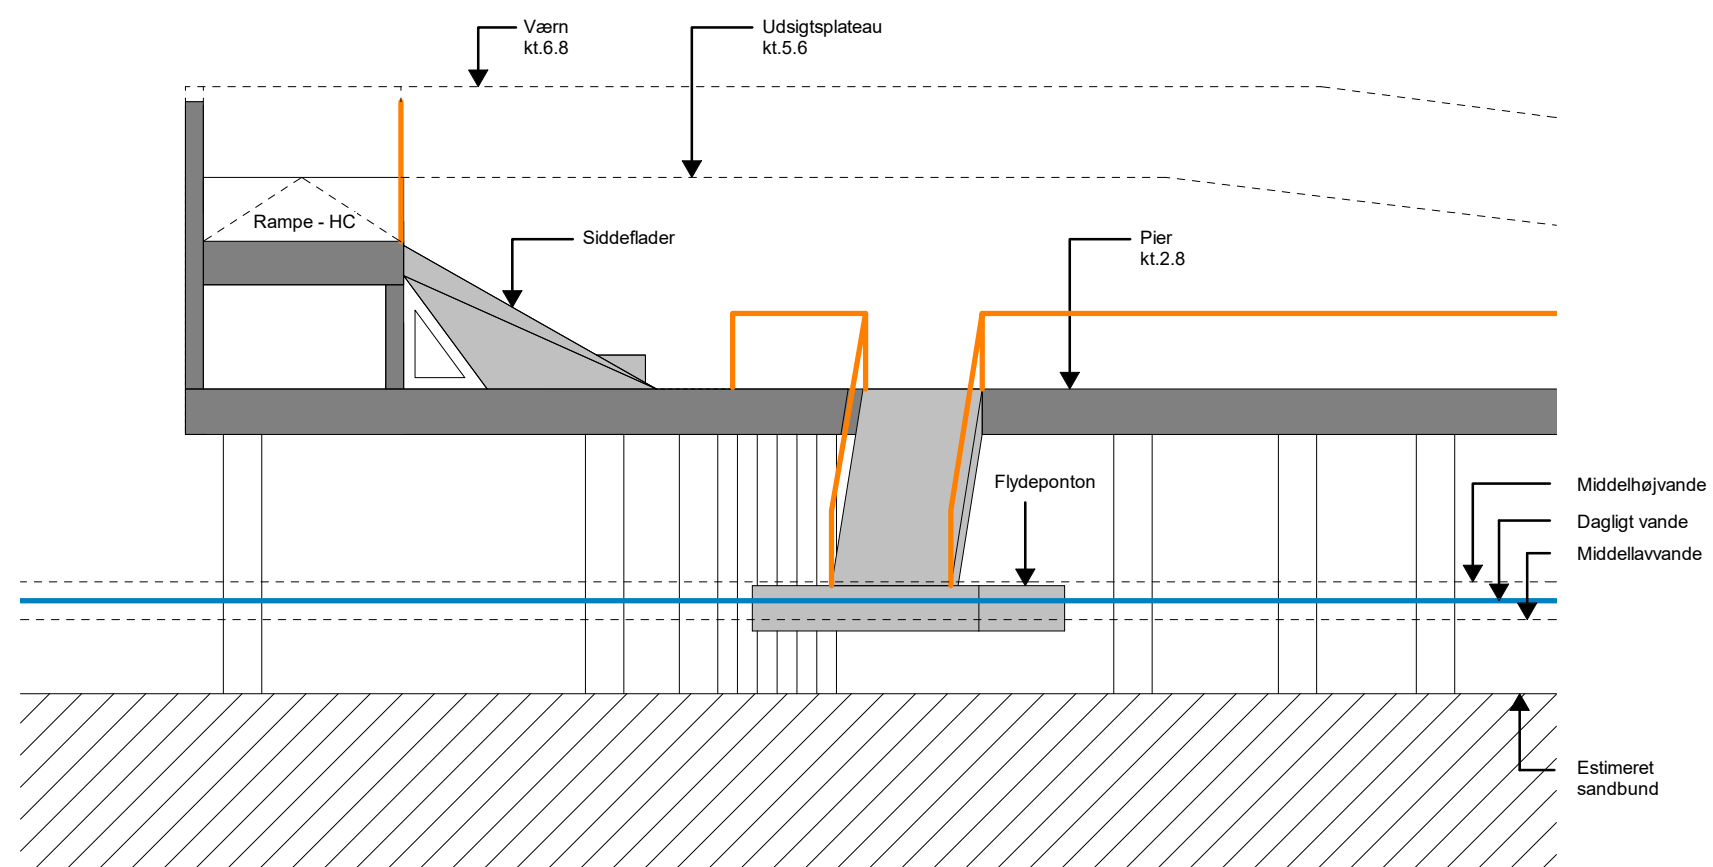 Værn
kt.6.8
Udsigtsplateau
kt.5.6
Rampe - HC
Siddeflader
Pier
kt.2.8
Flydeponton
Middelhøjvande
Dagligt vande
Middellavvande
Estimeret
sandbund